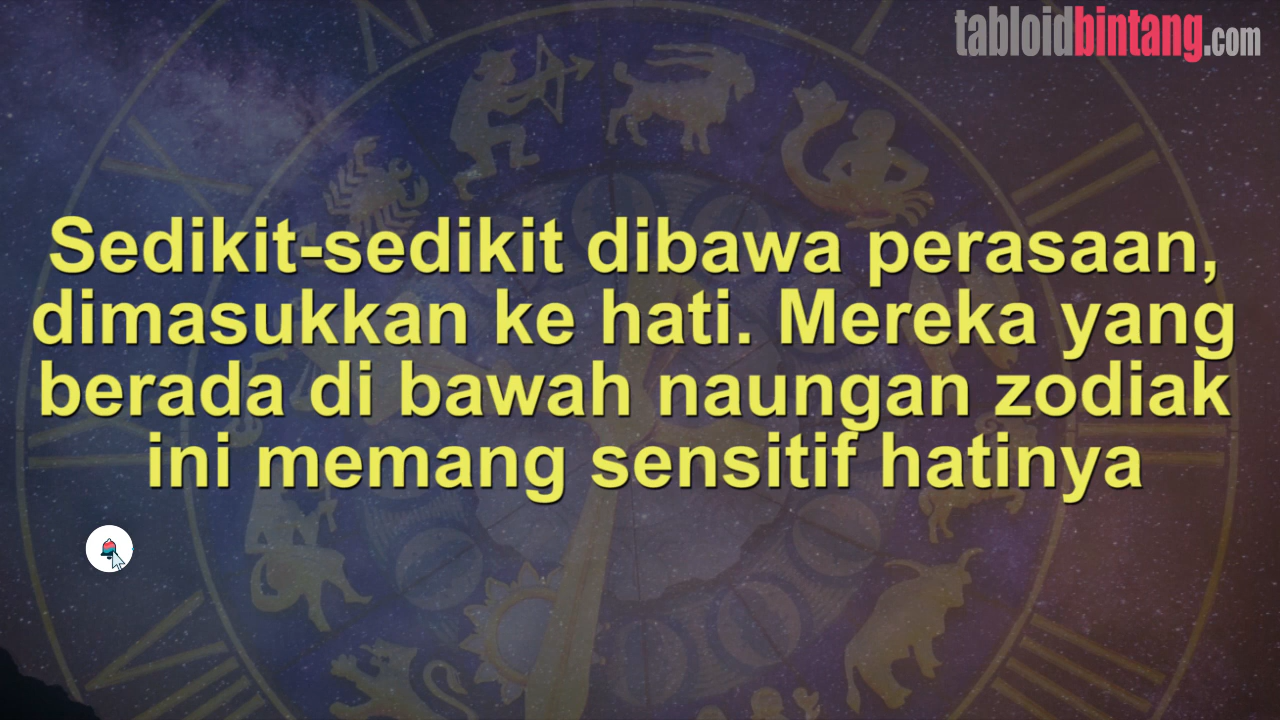 tabloidbintang.com
Sedikit-sedikit dibawa perasaan,
dimasukkan ke hati. Mereka yang
berada di bawah naungan zodiak
ini memang sensitif hatinya